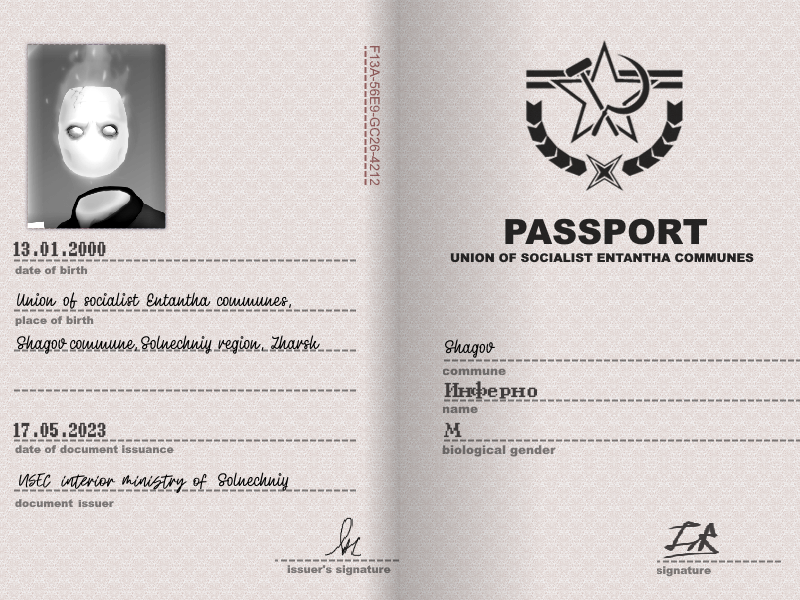 F13A-56E9-GC26-4212
13.01.2000
date of birth
Union of socialist Entantha communes,
place of birth
Shagov commune, Solnechniy region, Zharsk
17.05.2023
date of document issuance
USEC interior ministry of Solnechniy
document issuer
issuer's signature
PASSPORT
UNION OF SOCIALIST ENTANTHA COMMUNES
Shagov
commune
Инферно
name
М
biological gender
signature